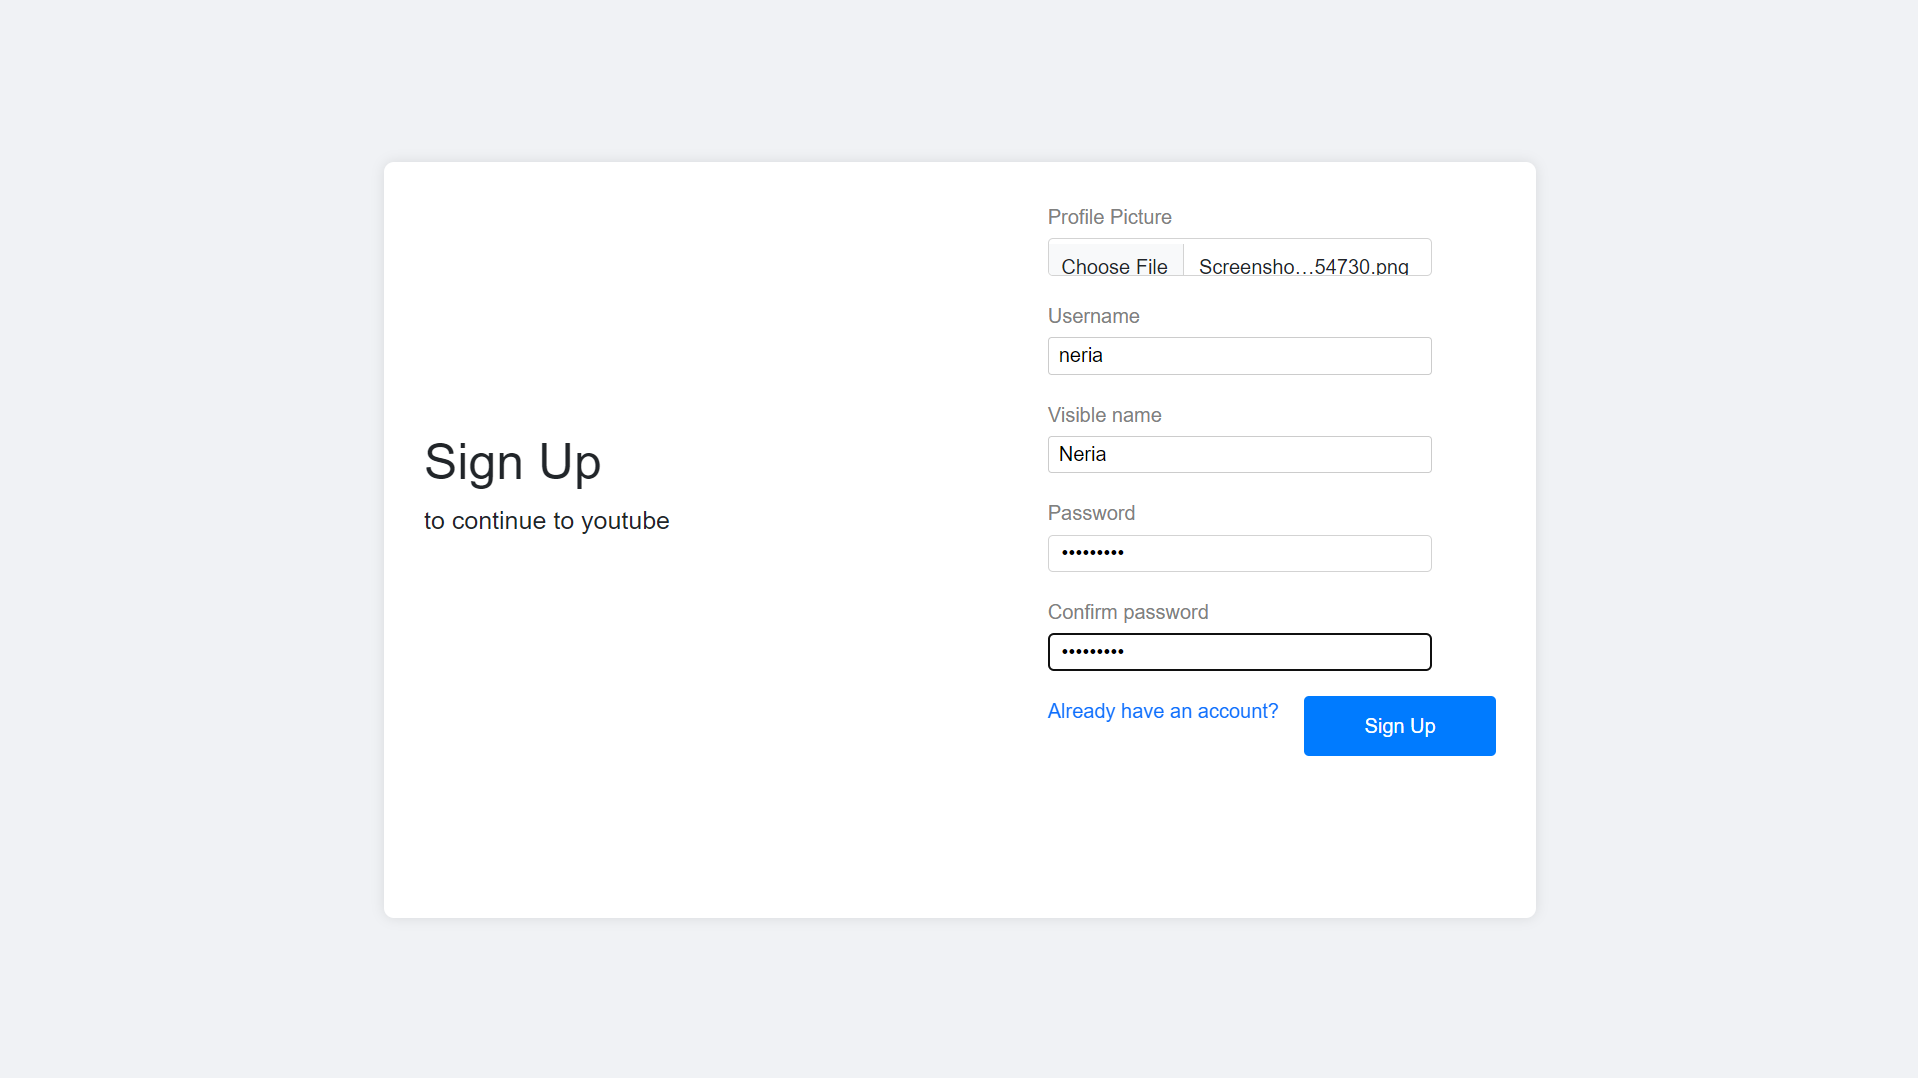 Sign Up
to continue to youtube
Profile Picture
Choose File Screensho...54730.png
Username
neria
Visible name
Neria
Password
•••••••••
Confirm password
•••••••••
Already have an account?
Sign Up